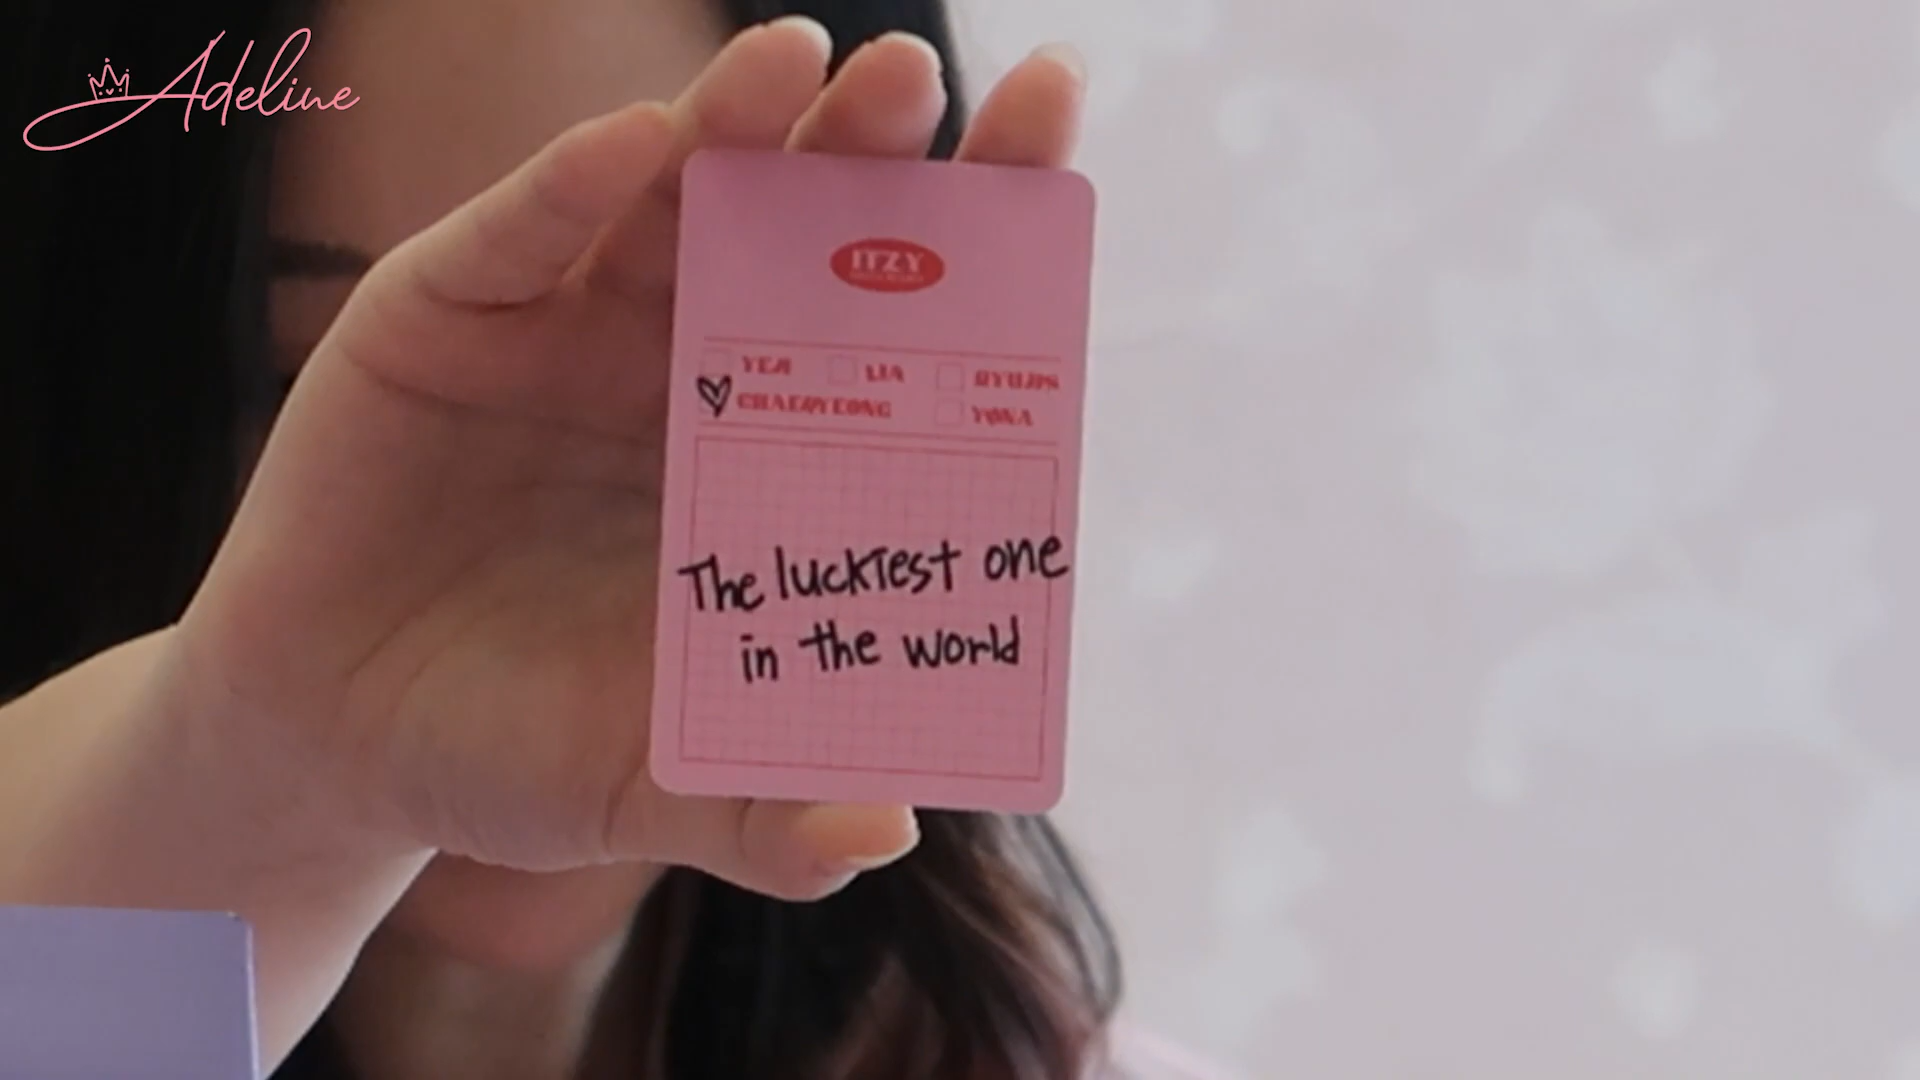 Adeline
ITZY
YEJI LIA RYUJIN
CHAERYEONG YUNA
The luckiest one
in the world